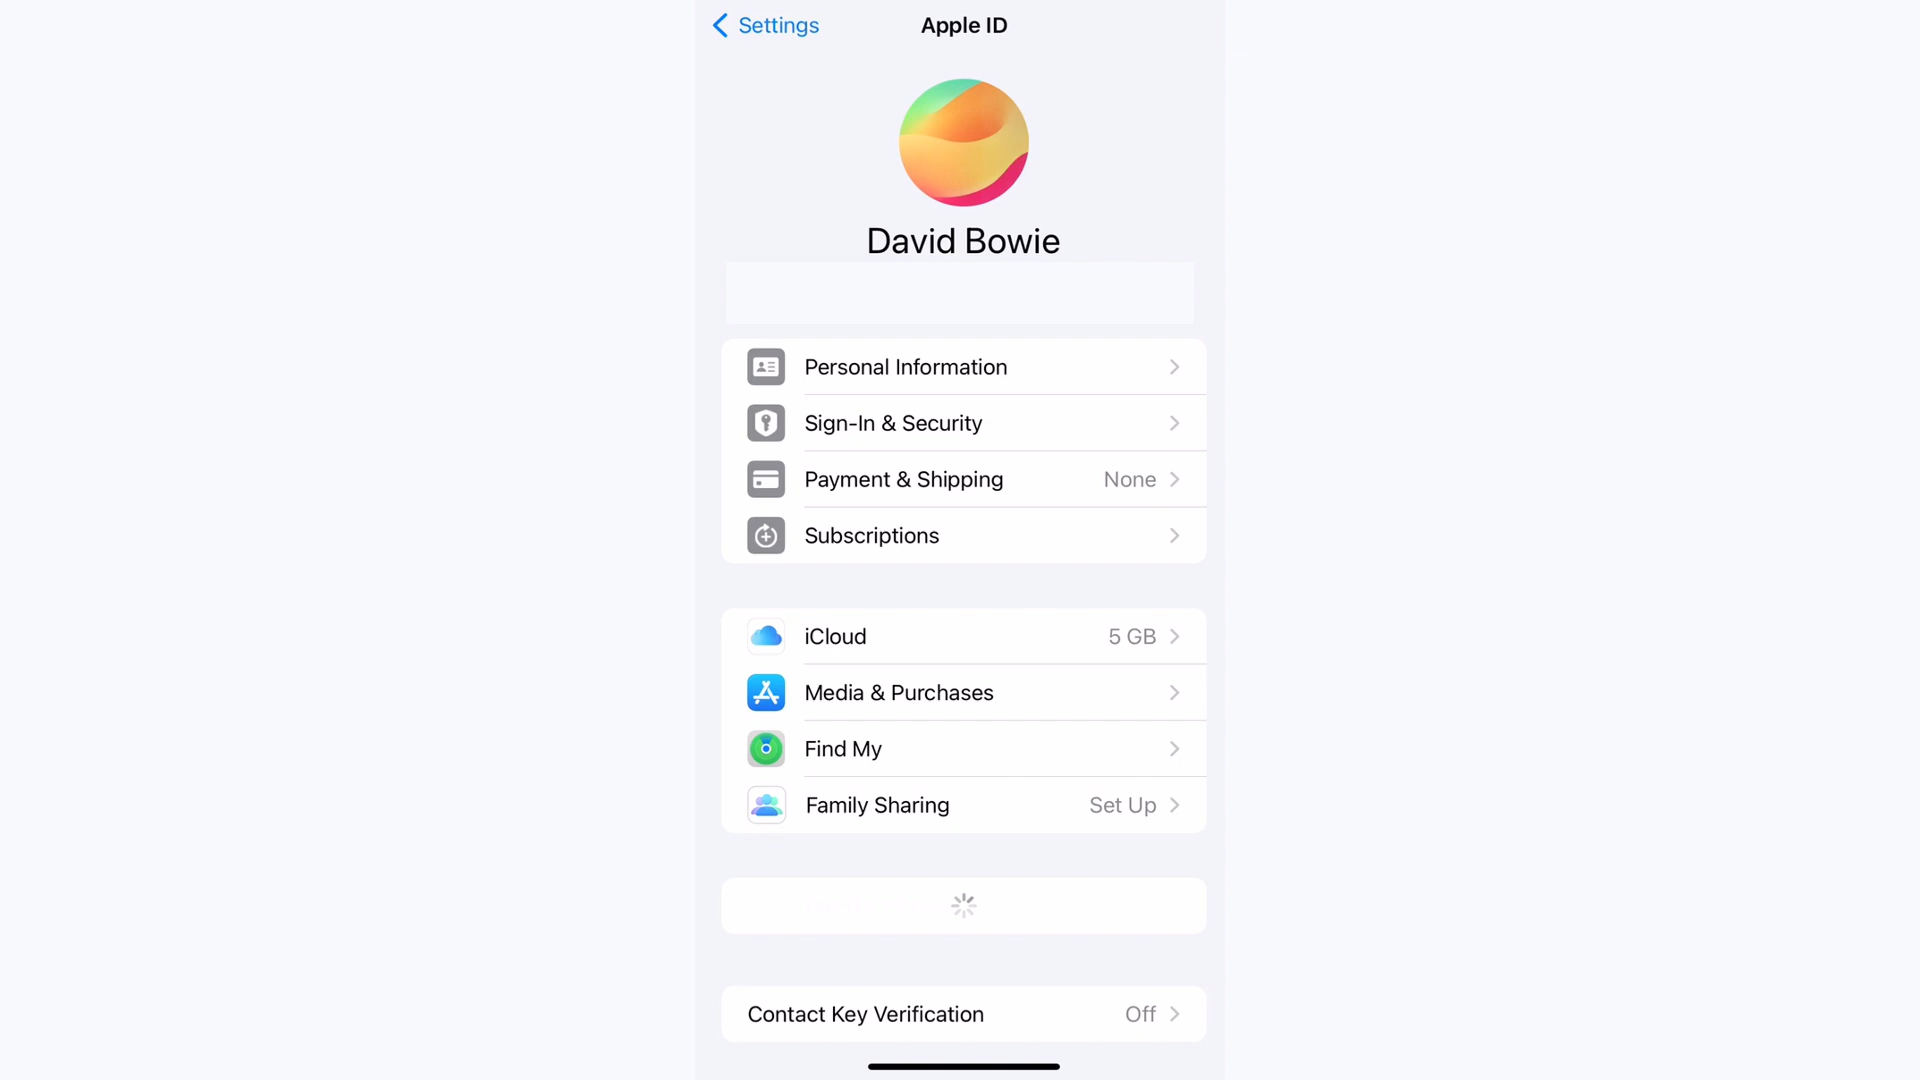 Settings
Apple ID
David Bowie
Personal Information
Sign-In & Security
Payment & Shipping None
Subscriptions
iCloud 5 GB
Media & Purchases
Find My
Family Sharing Set Up
Contact Key Verification Off